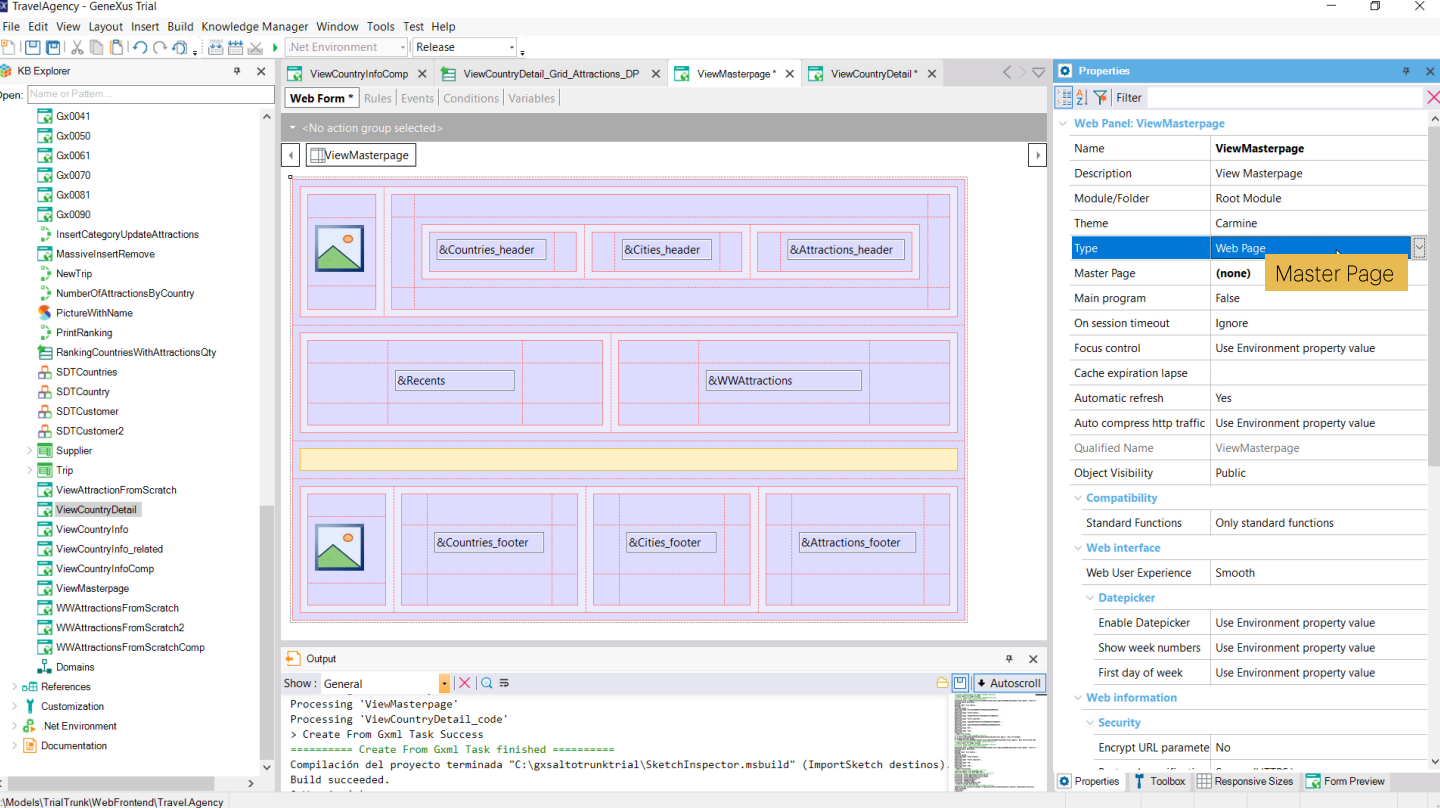 TravelAgency - GeneXus Trial
File Edit View Layout Insert Build Knowledge Manager Window Tools Test Help
.Net Environment Release
KB Explorer
Open: Name or Pattern ...
Gx0041
Gx0050
Gx0061
Gx0070
Gx0081
Gx0090
InsertCategoryUpdateAttractions
MassiveInsertRemove
NewTrip
NumberOfAttractionsByCountry
PictureWithName
PrintRanking
RankingCountriesWithAttractionsQty
SDTCountries
SDTCountry
SDTCustomer
SDTCustomer2
Supplier
Trip
ViewAttractionFromScratch
ViewCountryDetail
ViewCountryInfo
ViewCountryInfo_related
ViewCountryInfoComp
ViewMasterpage
WWAttractionsFromScratch
WWAttractionsFromScratch2
WWAttractionsFromScratchComp
Domains
References
Customization
.Net Environment
Documentation
:\Models\TrialTrunk\WebFrontend\Travel.Agency
ViewCountryInfoComp ViewCountryDetail_Grid_Attractions_DP ViewMasterpage * ViewCountryDetail *
Web Form * Rules Events Conditions Variables
<No action group selected>
ViewMasterpage
&Countries_header &Cities_header &Attractions_header
&Recents &WWAttractions
&Countries_footer &Cities_footer &Attractions_footer
Output
Show : General Autoscroll
Processing 'ViewMasterpage'
Processing 'ViewCountryDetail_code'
> Create From Gxml Task Success
========== Create From Gxml Task finished ==========
Compilación del proyecto terminada "C:\gxsaltotrunktrial\SketchInspector.msbuild" (ImportSketch destinos).
Build succeeded.
Properties
Filter
Web Panel: ViewMasterpage
Name ViewMasterpage
Description View Masterpage
Module/Folder Root Module
Theme Carmine
Type Web Page
Master Page (none)
Master Page
Main program False
On session timeout Ignore
Focus control Use Environment property value
Cache expiration lapse
Automatic refresh Yes
Auto compress http traffic Use Environment property value
Qualified Name ViewMasterpage
Object Visibility Public
Compatibility
Standard Functions Only standard functions
Web interface
Web User Experience Smooth
Datepicker
Enable Datepicker Use Environment property value
Show week numbers Use Environment property value
First day of week Use Environment property value
Web information
Security
Encrypt URL paramete No
Properties Toolbox Responsive Sizes Form Preview